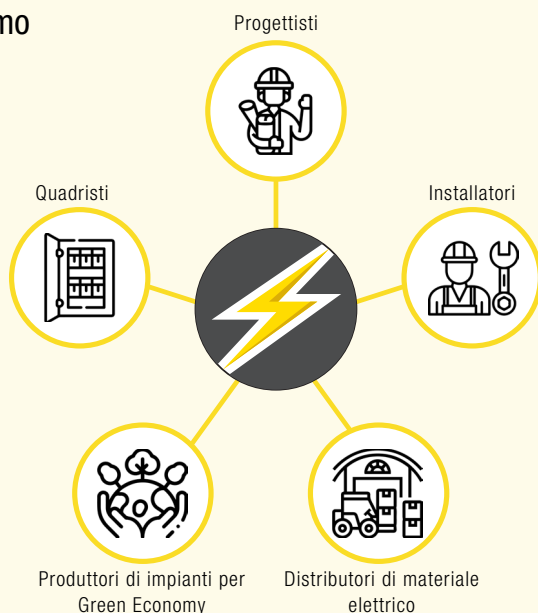 mo
Progettisti
Quadristi
Installatori
Produttori di impianti per
Green Economy
Distributori di materiale
elettrico